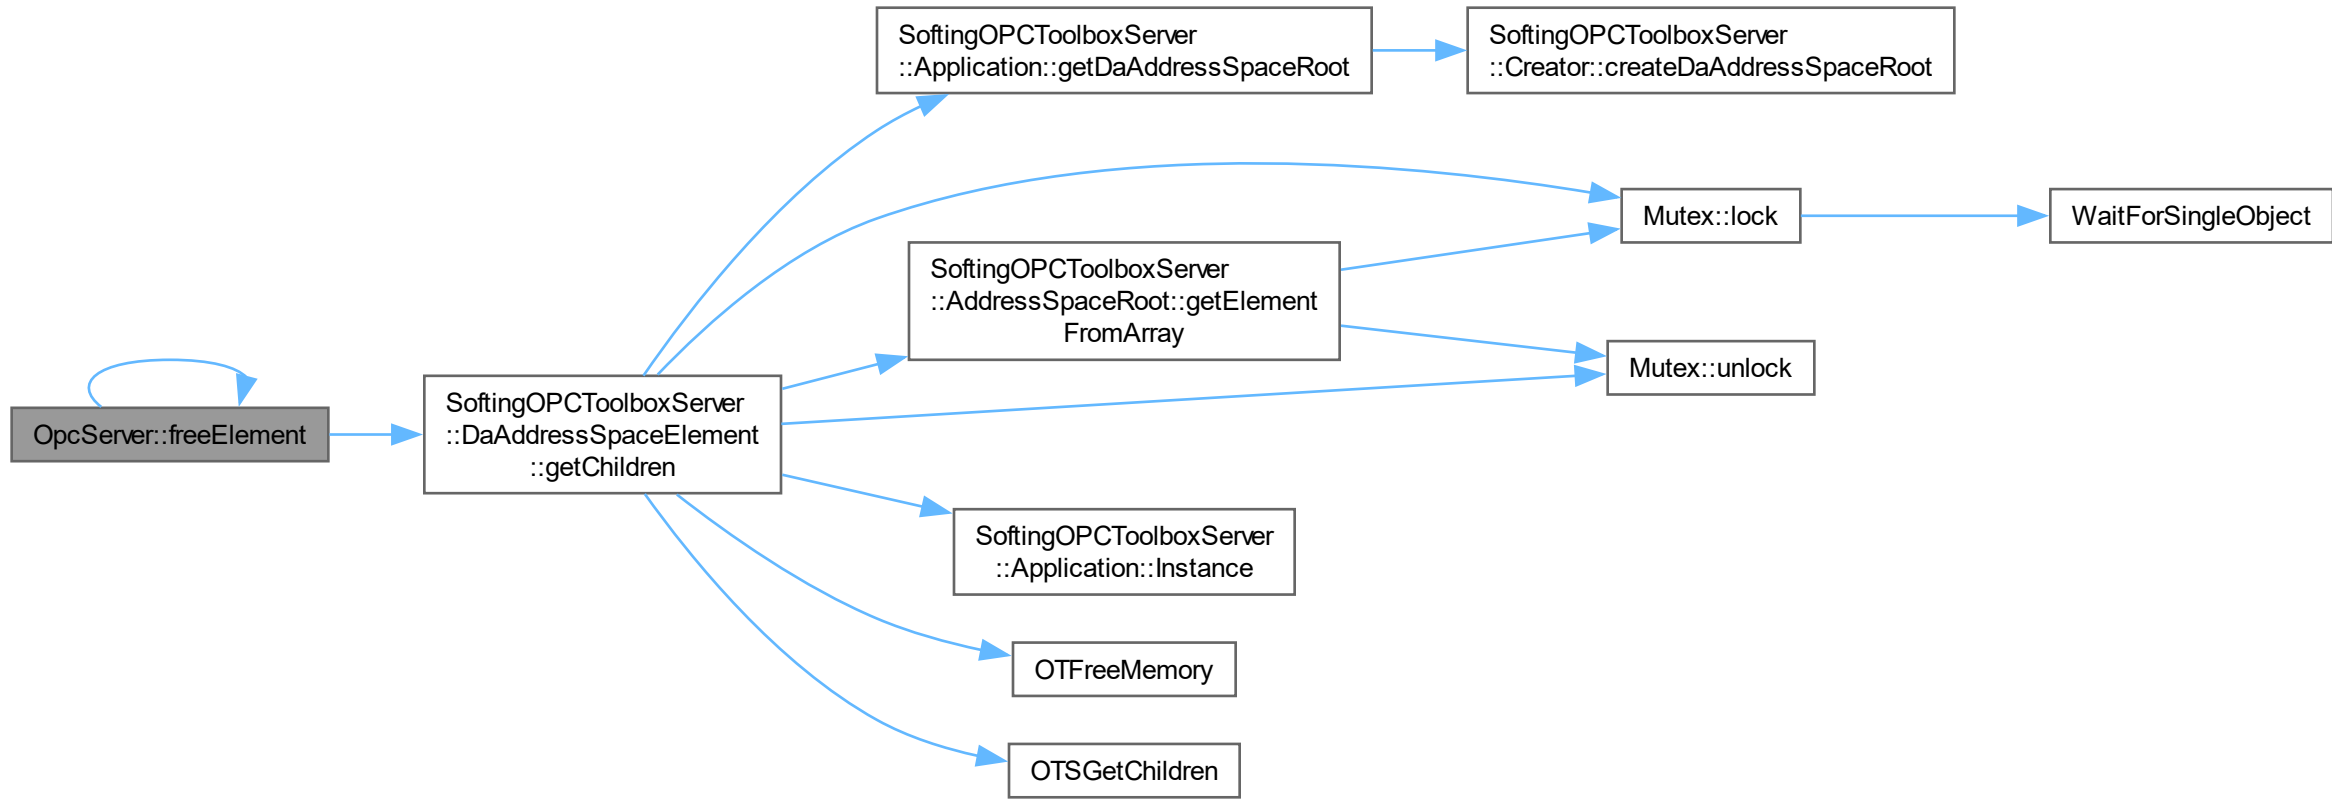 SoftingOPCToolboxServer
::Application::getDaAddressSpaceRoot
SoftingOPCToolboxServer
::Creator::createDaAddressSpaceRoot
Mutex::lock
WaitForSingleObject
SoftingOPCToolboxServer
::AddressSpaceRoot::getElement
FromArray
Mutex::unlock
OpcServer::freeElement
SoftingOPCToolboxServer
::DaAddressSpaceElement
::getChildren
SoftingOPCToolboxServer
::Application::Instance
OTFreeMemory
OTSGetChildren